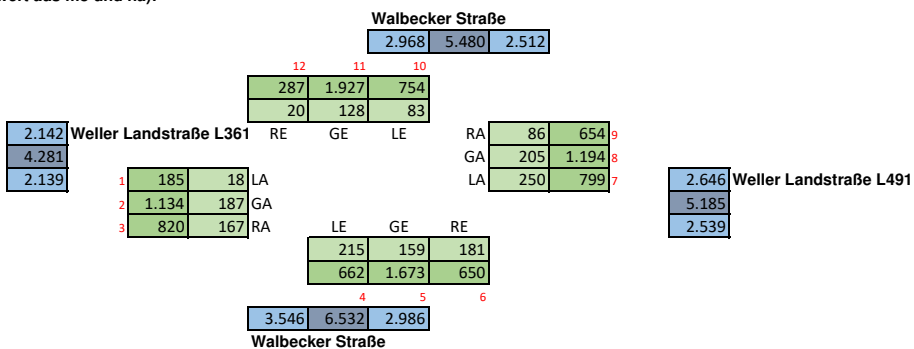 Walbecker Straße
2.968 5.480 2.512
12 11 10
287 1.927 754
20 128 83
2.142 Weller Landstraße L361 RE GE LE RA 86 654 9
4.281 GA 205 1.194 8
2.139 1 185 18 LA LA 250 799 7 2.646 Weller Landstraße L491
2 1.134 187 GA 5.185
3 820 167 RA LE GE RE 2.539
215 159 181
662 1.673 650
4 5 6
3.546 6.532 2.986
Walbecker Straße